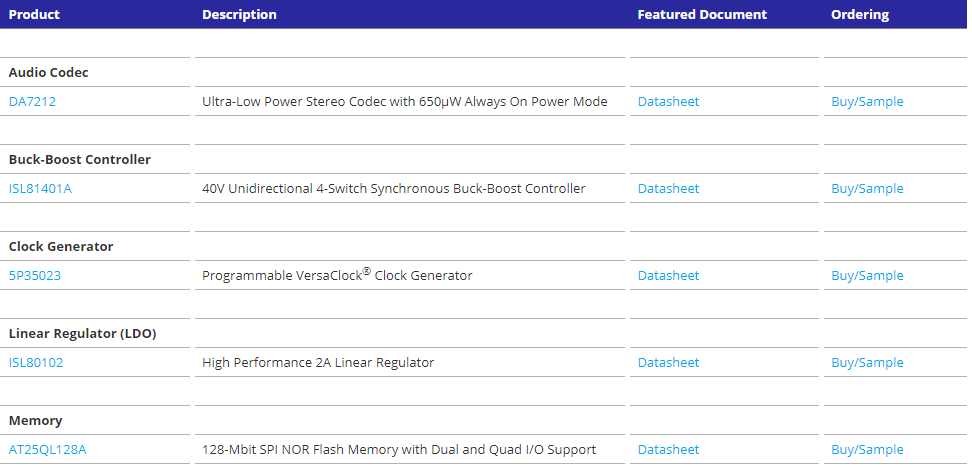 Product Description Featured Document Ordering
Audio Codec
DA7212 Ultra-Low Power Stereo Codec with 650µW Always On Power Mode Datasheet Buy/Sample
Buck-Boost Controller
ISL81401A 40V Unidirectional 4-Switch Synchronous Buck-Boost Controller Datasheet Buy/Sample
Clock Generator
5P35023 Programmable VersaClock® Clock Generator Datasheet Buy/Sample
Linear Regulator (LDO)
ISL80102 High Performance 2A Linear Regulator Datasheet Buy/Sample
Memory
AT25QL128A 128-Mbit SPI NOR Flash Memory with Dual and Quad I/O Support Datasheet Buy/Sample